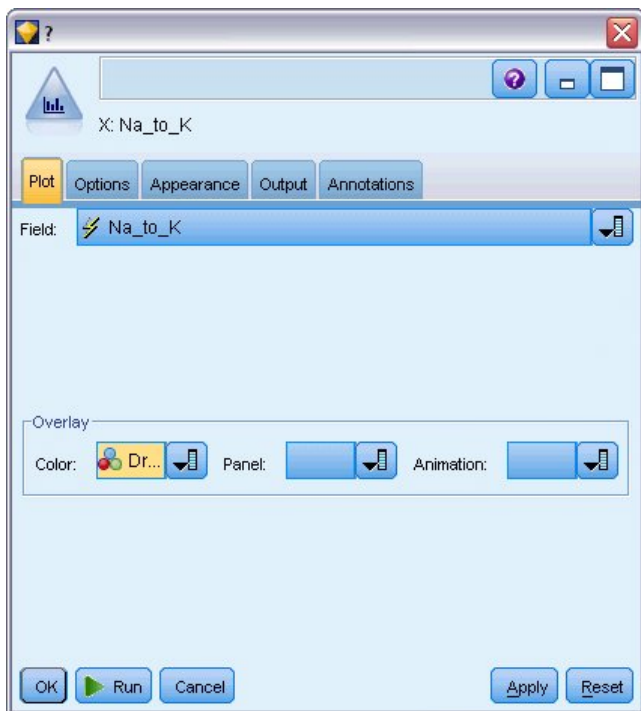 ?
X: Na_to_K
Plot Options Appearance Output Annotations
Field: Na_to_K
Overlay
Color: Dr... Panel: Animation:
OK Run Cancel Apply Reset